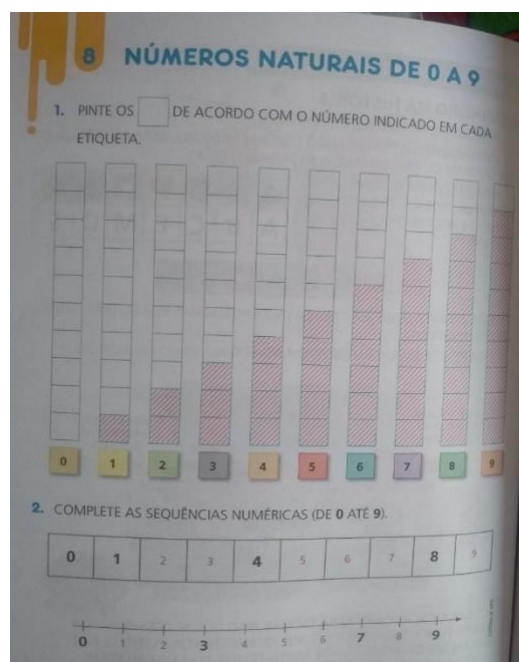 8 NÚMEROS NATURAIS DE 0 A 9
1. PINTE OS DE ACORDO COM O NÚMERO INDICADO EM CADA
ETIQUETA.
0 1 2 3 4 5 6 7 8 9
2. COMPLETE AS SEQUÊNCIAS NUMÉRICAS (DE 0 ATÉ 9).
0 1 2 3 4 5 6 7 8 9
0 1 2 3 4 5 6 7 8 9